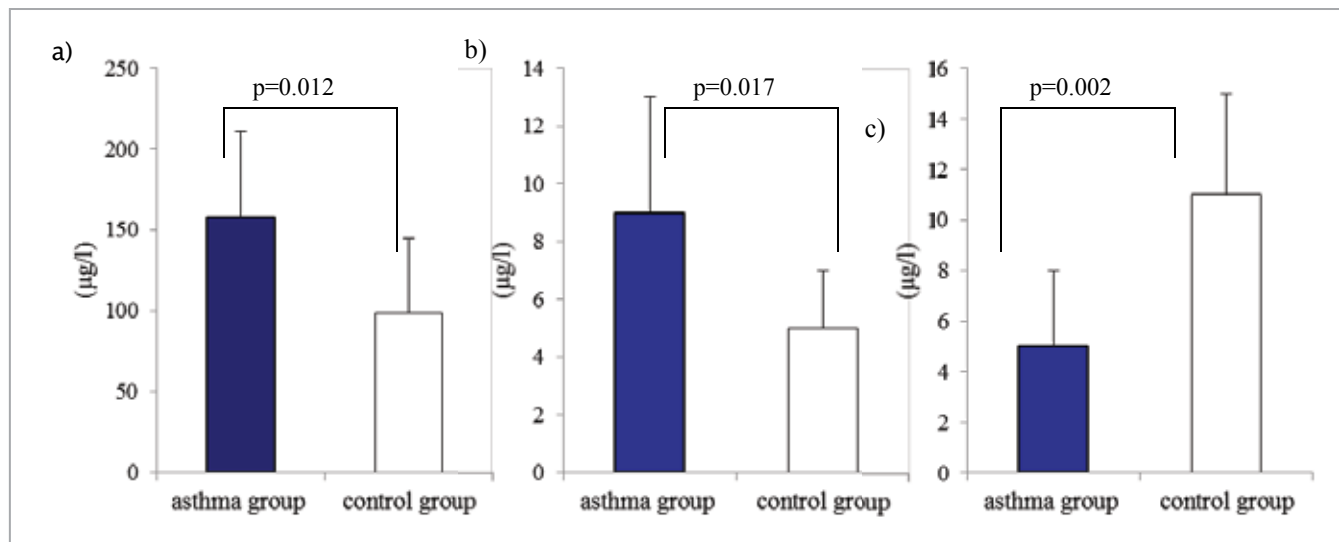 a)
250
200
150
100
50
0
(µg/l)
p=0.012
asthma group control group
b)
14
12
10
8
6
4
2
0
(µg/l)
p=0.017
asthma group control group
c)
16
14
12
10
8
6
4
2
0
(µg/l)
p=0.002
asthma group control group